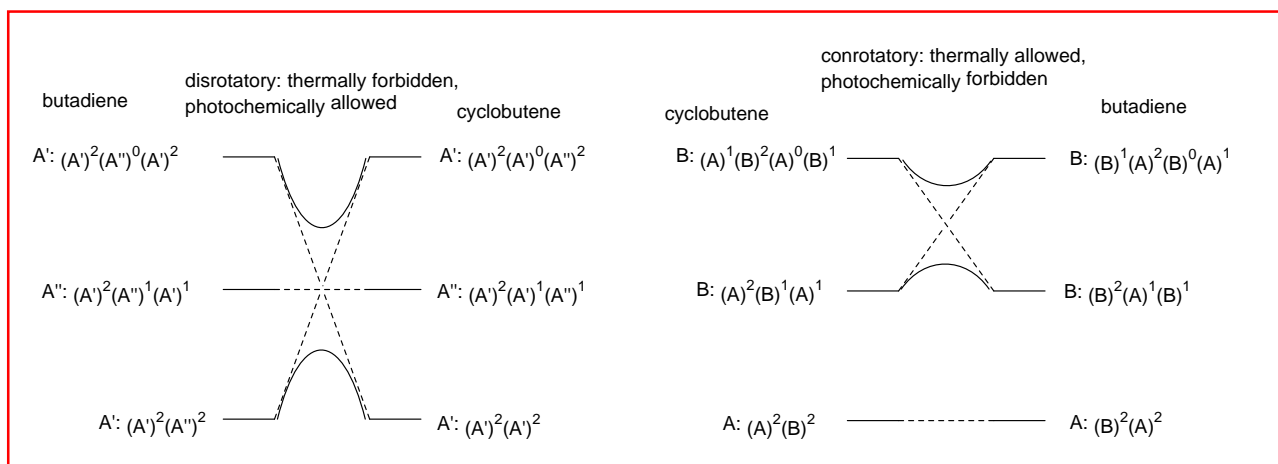 disrotatory: thermally forbidden,
photochemically allowed
butadiene
cyclobutene
A': (A')²(A'')⁰(A')²
A': (A')²(A')⁰(A'')²
A'': (A')²(A'')¹(A')¹
A'': (A')²(A')¹(A'')¹
A': (A')²(A'')²
A': (A')²(A')²
conrotatory: thermally allowed,
photochemically forbidden
cyclobutene
butadiene
B: (A)¹(B)²(A)⁰(B)¹
B: (B)¹(A)²(B)⁰(A)¹
B: (A)²(B)¹(A)¹
B: (B)²(A)¹(B)¹
A: (A)²(B)²
A: (B)²(A)²